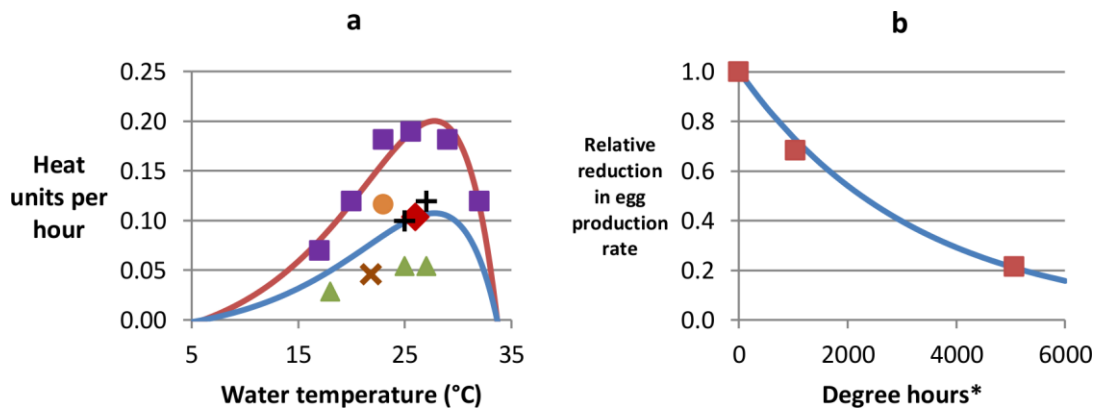 a
0.25
0.20
0.15
0.10
0.05
0.00
Heat
units per
hour
5 15 25 35
Water temperature (°C)
b
1.0
0.8
0.6
0.4
0.2
0.0
Relative
reduction
in egg
production
rate
0 2000 4000 6000
Degree hours*